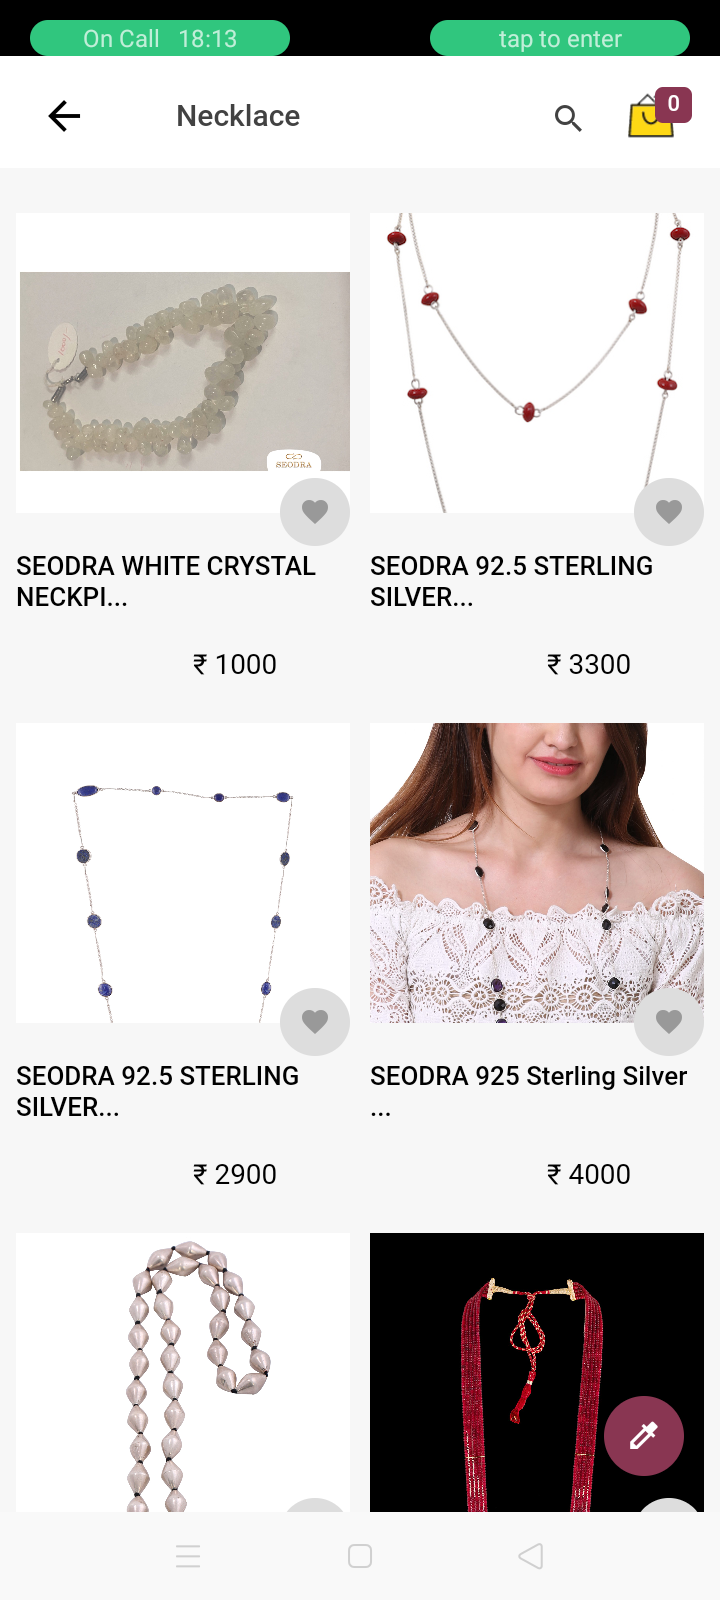 On Call 18:13
tap to enter
Necklace
0
SEODRA
SEODRA WHITE CRYSTAL
NECKPI...
₹ 1000
SEODRA 92.5 STERLING
SILVER...
₹ 3300
SEODRA 92.5 STERLING
SILVER...
₹ 2900
SEODRA 925 Sterling Silver
...
₹ 4000